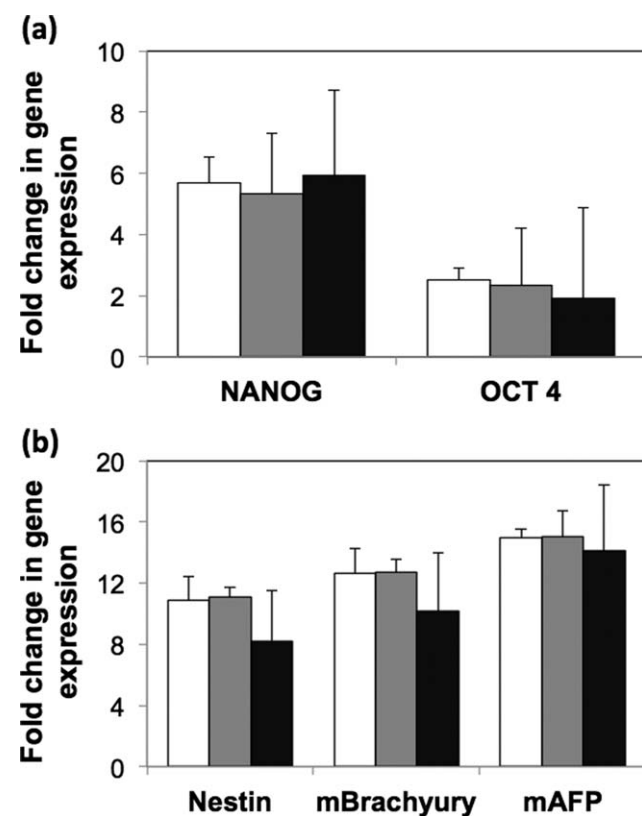 (a)
Fold change in gene
expression
10
8
6
4
2
0
NANOG OCT 4
(b)
Fold change in gene
expression
20
16
12
8
4
0
Nestin mBrachyury mAFP